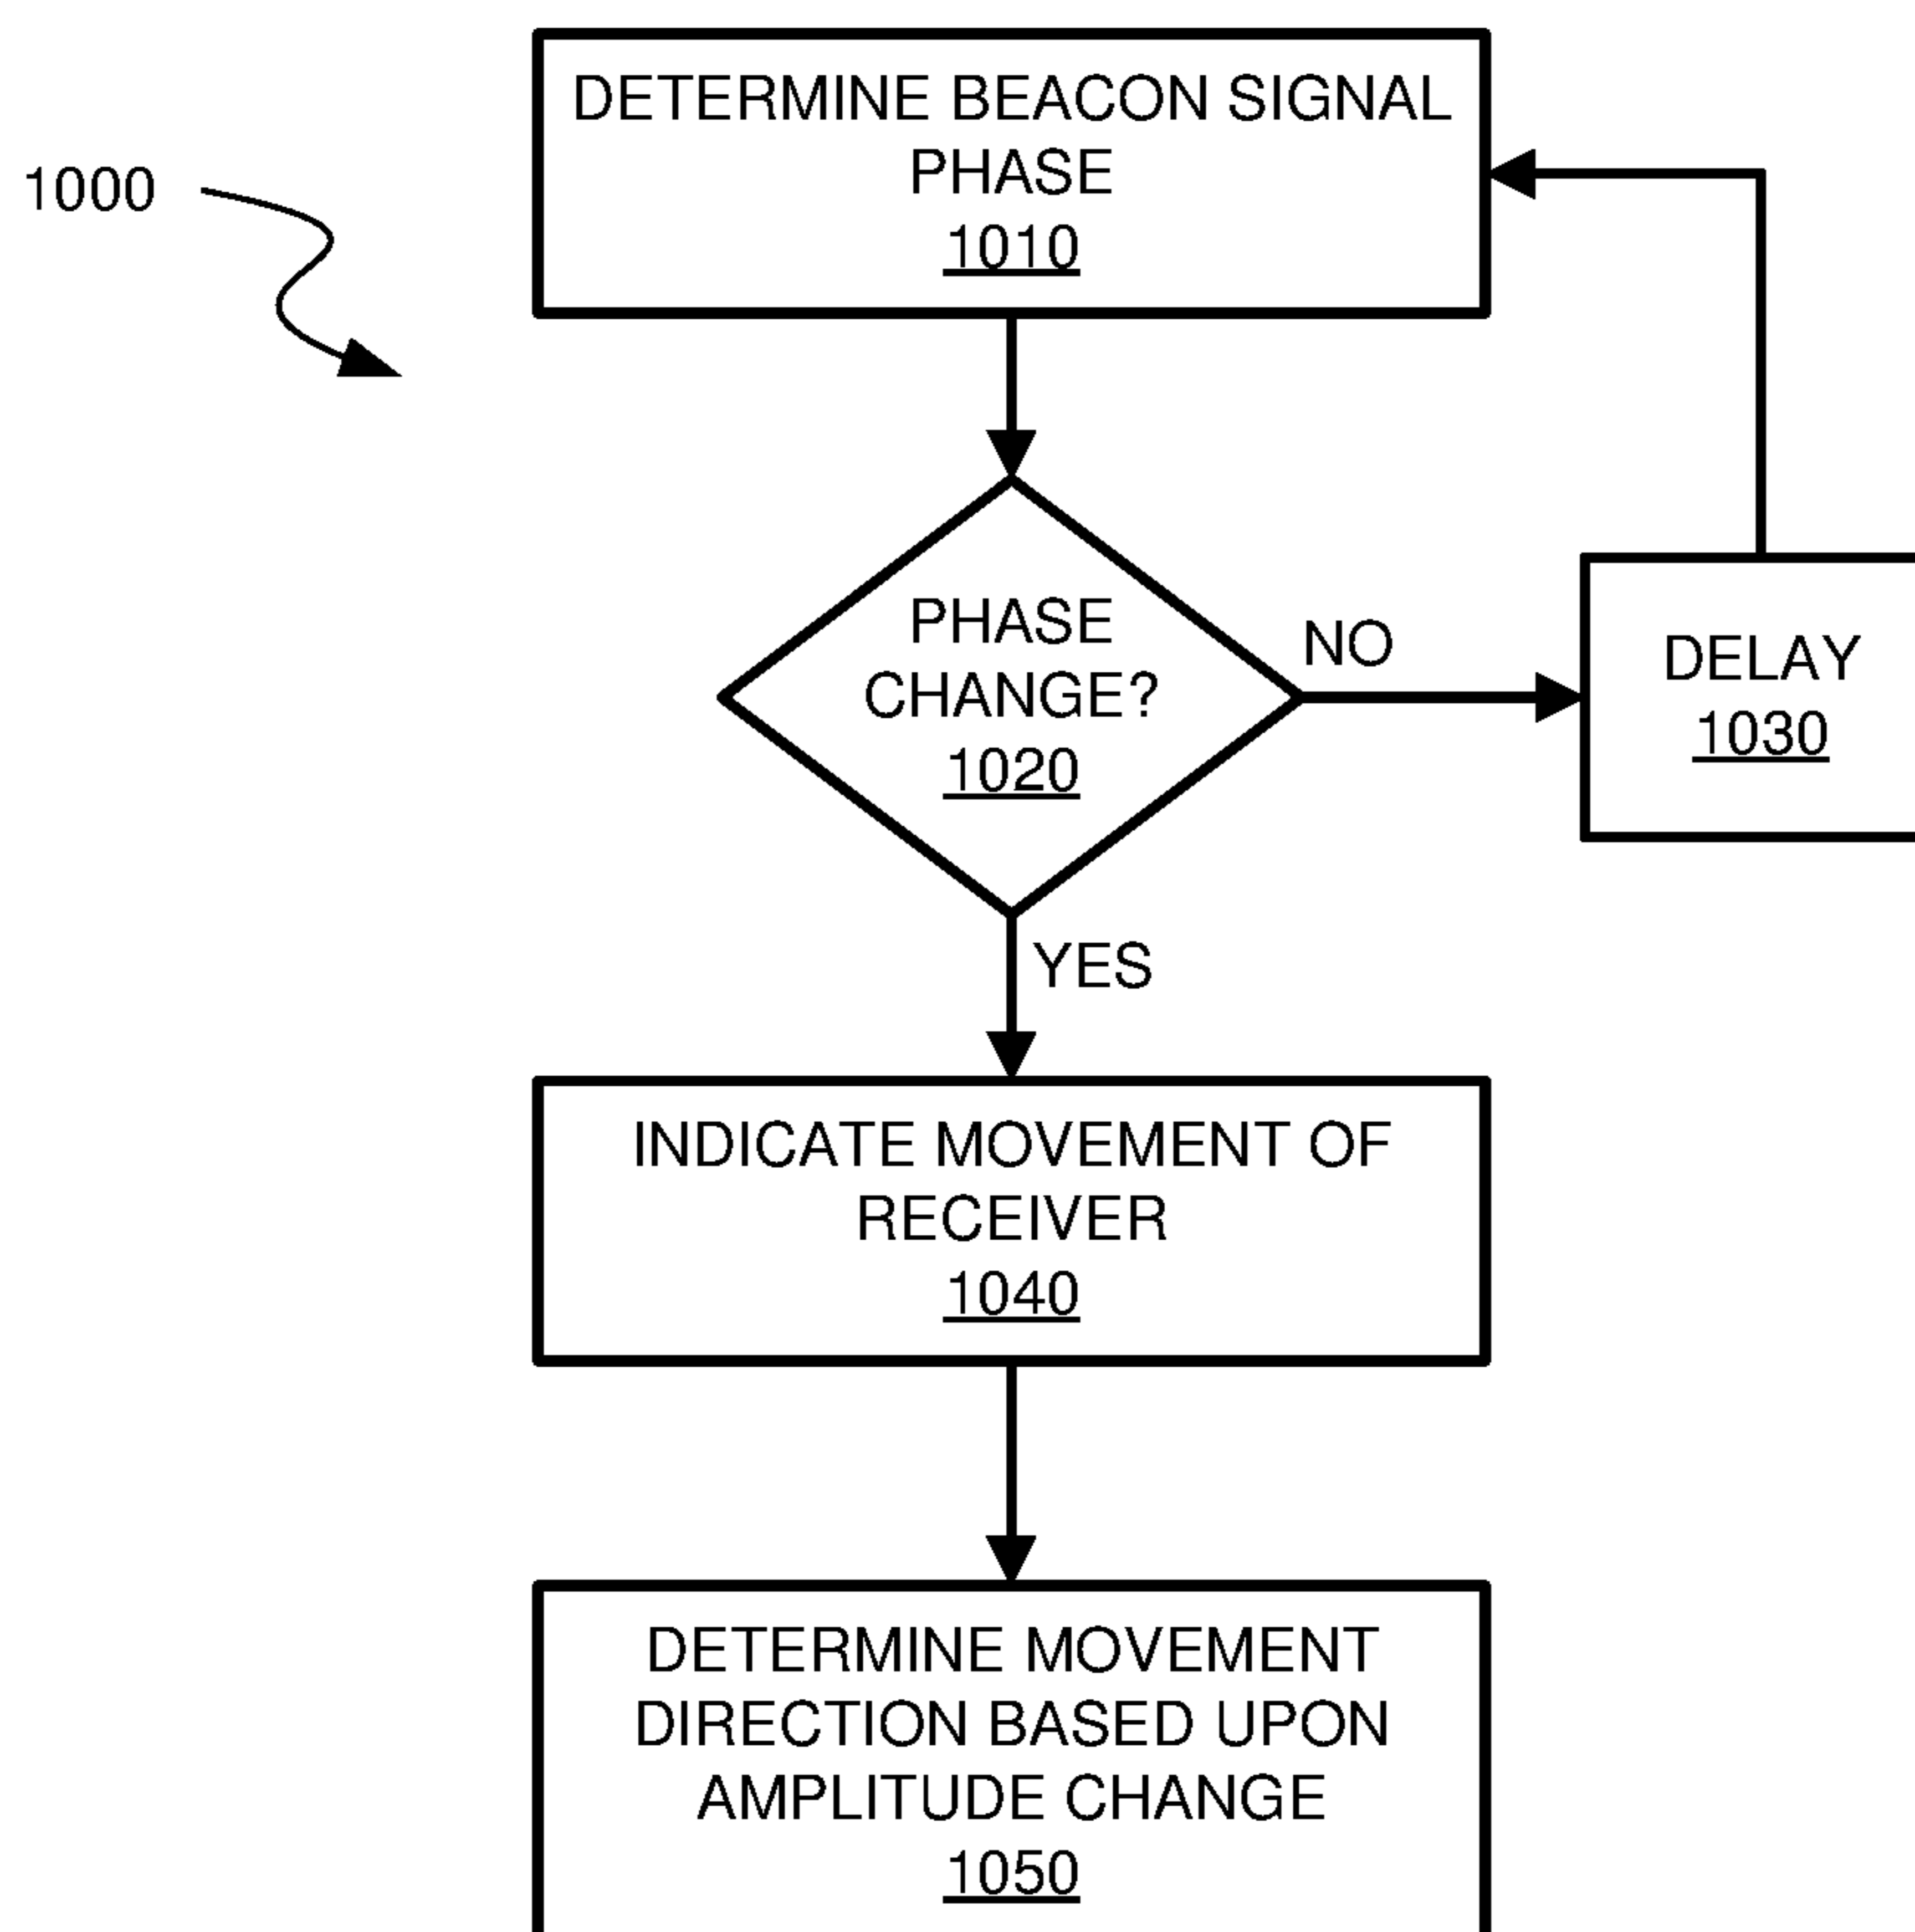 1000
DETERMINE BEACON SIGNAL
PHASE
1010
PHASE
CHANGE?
1020
NO
DELAY
1030
YES
INDICATE MOVEMENT OF
RECEIVER
1040
DETERMINE MOVEMENT
DIRECTION BASED UPON
AMPLITUDE CHANGE
1050